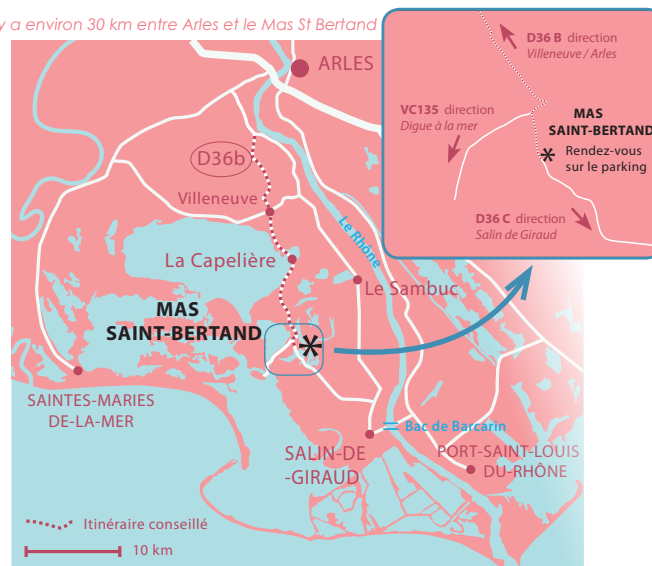 y a environ 30 km entre Arles et le Mas St Bertand
ARLES
D36b
Villeneuve
La Capelière
Le Rhône
Le Sambuc
MAS
SAINT-BERTAND
SAINTES-MARIES
DE-LA-MER
Bac de Barcarin
SALIN-DE
-GIRAUD
PORT-SAINT-LOUIS
DU-RHÔNE
Itinéraire conseillé
10 km
D36 B direction
Villeneuve / Arles
VC135 direction
Digue à la mer
MAS
SAINT-BERTAND
Rendez-vous
sur le parking
D36 C direction
Salin de Giraud